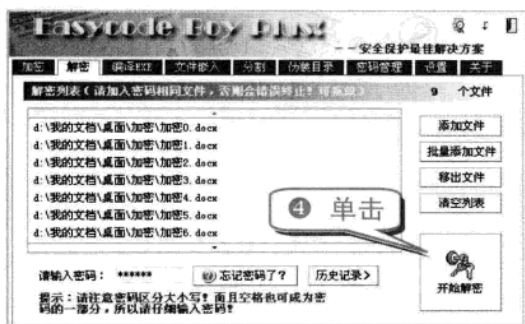 Easycode Boy Plus!
--安全保护最佳解决方案
加密 解密 编译EXE 文件嵌入 分割 伪装目录 密码管理 设置 关于
解密列表（请加入密码相同文件，否则会错误终止！可拖放）
9 个文件
d:\我的文档\桌面\加密\加密0.docx
d:\我的文档\桌面\加密\加密1.docx
d:\我的文档\桌面\加密\加密2.docx
d:\我的文档\桌面\加密\加密3.docx
d:\我的文档\桌面\加密\加密4.docx
d:\我的文档\桌面\加密\加密5.docx
d:\我的文档\桌面\加密\加密6.docx
添加文件
批量添加文件
移出文件
清空列表
4 单击
开始解密
请输入密码： ****** 忘记密码了？ 历史记录>
提示：请注意密码区分大小写！而且空格也可成为密
码的一部分，所以请仔细输入密码！